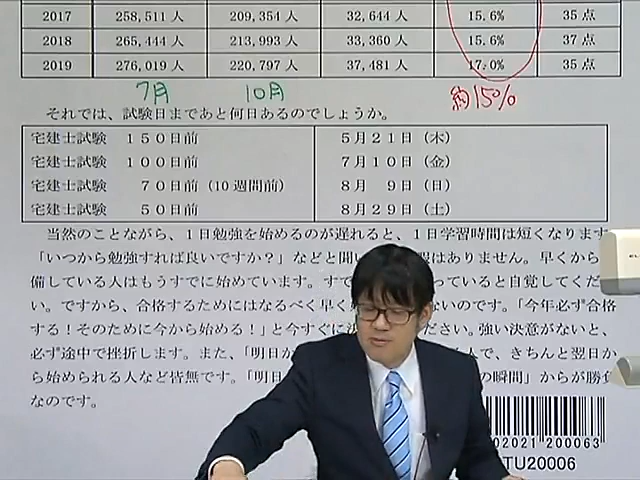 2017 258,511人 209,354人 32,644人 15.6% 35点
2018 265,444人 213,993人 33,360人 15.6% 37点
2019 276,019人 220,797人 37,481人 17.0% 35点
7月 10月 約15%
それでは、試験日まであと何日あるのでしょうか。
宅建士試験 150日前 5月21日（木）
宅建士試験 100日前 7月10日（金）
宅建士試験 70日前（10週間前） 8月 9日（日）
宅建士試験 50日前 8月29日（土）
当然のことながら、1日勉強を始めるのが遅れると、1日学習時間は短くなります
「いつから勉強すれば良いですか？」などと聞い 暇はありません。早くから
備している人はもうすでに始めています。す っていると自覚してくだ
い。ですから、合格するためにはなるべく早く ないのです。「今年必ず合格
する！そのために今から始める！」と今すぐに ださい。強い決意がないと、
必ず途中で挫折します。また、「明日か 人で、きちんと翌日か
ら始められる人など皆無です。「明日 の瞬間」からが勝負
なのです。
02021 200063
TU20006